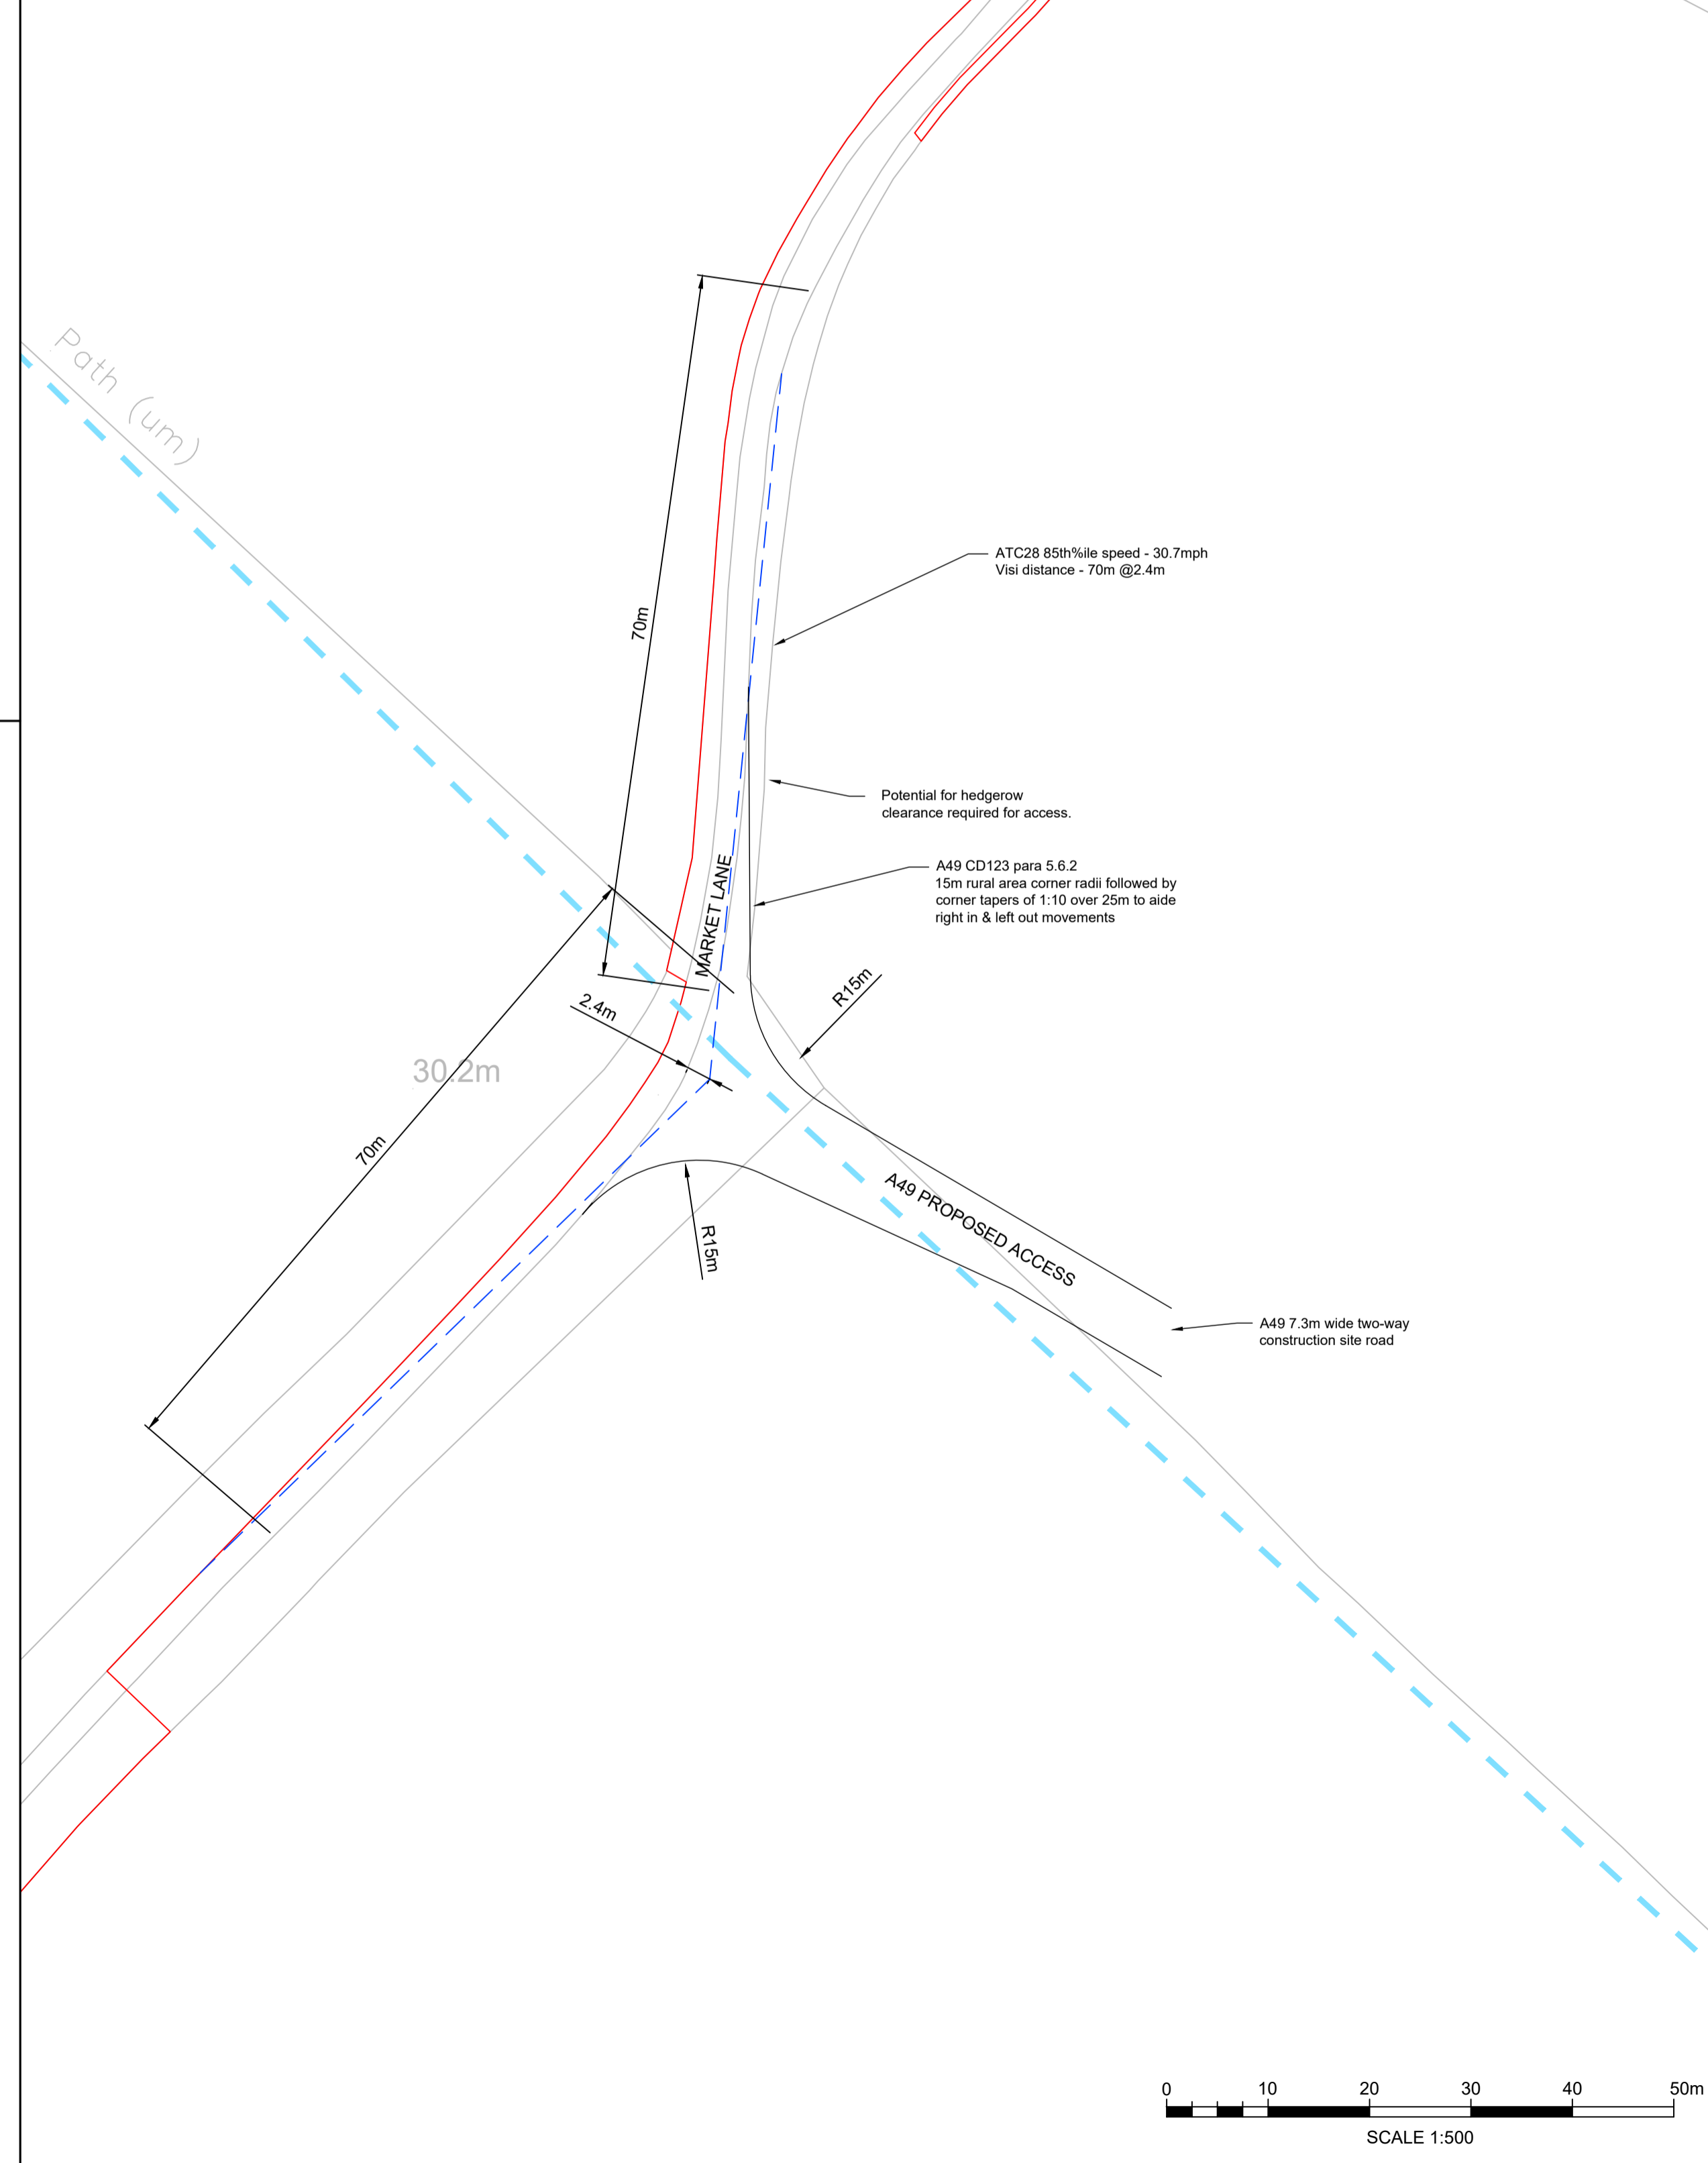 Path (um)
ATC28 85th%ile speed - 30.7mph
Visi distance - 70m @2.4m
70m
Potential for hedgerow
clearance required for access.
MARKET LANE
A49 CD123 para 5.6.2
15m rural area corner radii followed by
corner tapers of 1:10 over 25m to aide
right in & left out movements
R15m
2.4m
30.2m
70m
A49 PROPOSED ACCESS
R15m
A49 7.3m wide two-way
construction site road
0 10 20 30 40 50m
SCALE 1:500